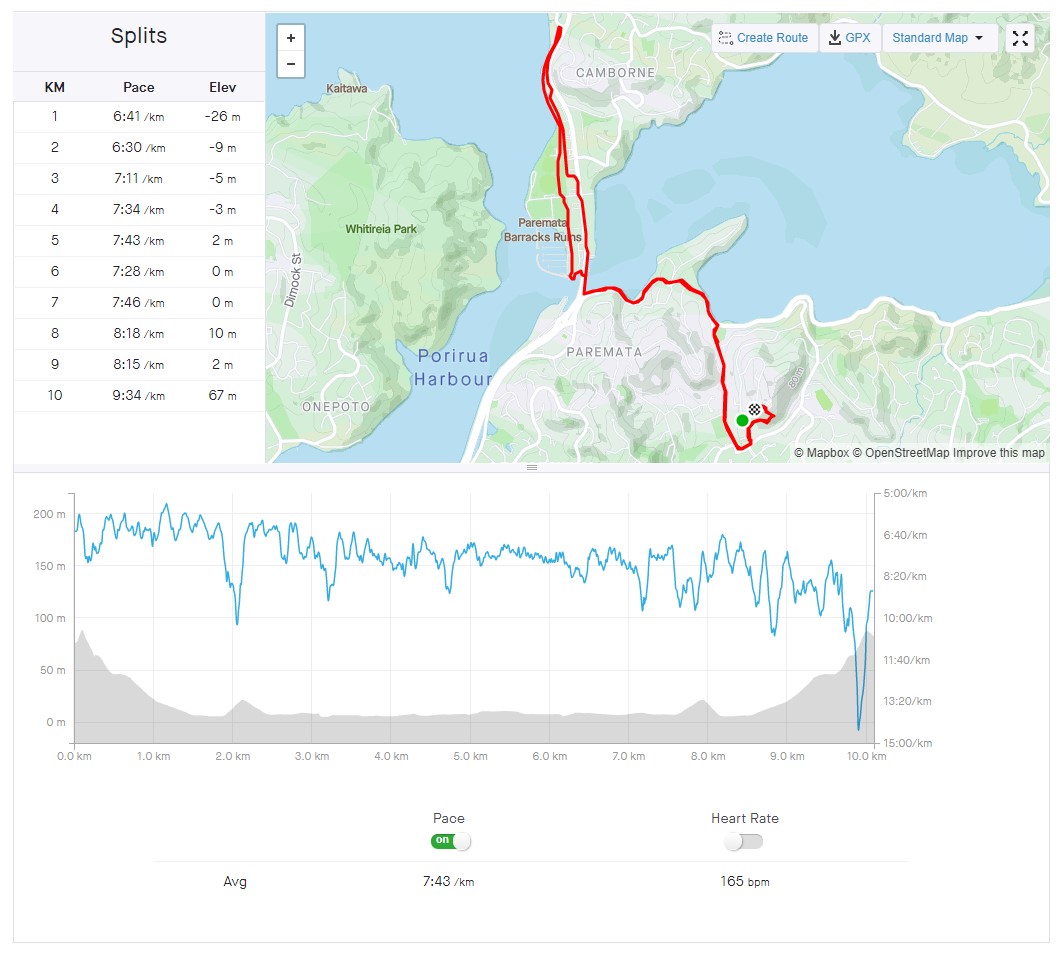 Splits
KM Pace Elev
1 6:41 /km -26 m
2 6:30 /km -9 m
3 7:11 /km -5 m
4 7:34 /km -3 m
5 7:43 /km 2 m
6 7:28 /km 0 m
7 7:46 /km 0 m
8 8:18 /km 10 m
9 8:15 /km 2 m
10 9:34 /km 67 m
+
−
Create Route
GPX
Standard Map
CAMBORNE
Kaitawa
Whitireia Park
Paremata
Barracks Ruins
Dimock St
Porirua
Harbour
PAREMATA
ONEPOTO
80 m
© Mapbox © OpenStreetMap Improve this map
200 m
150 m
100 m
50 m
0 m
5:00/km
6:40/km
8:20/km
10:00/km
11:40/km
13:20/km
15:00/km
0.0 km 1.0 km 2.0 km 3.0 km 4.0 km 5.0 km 6.0 km 7.0 km 8.0 km 9.0 km 10.0 km
Pace Heart Rate
on
Avg 7:43 /km 165 bpm